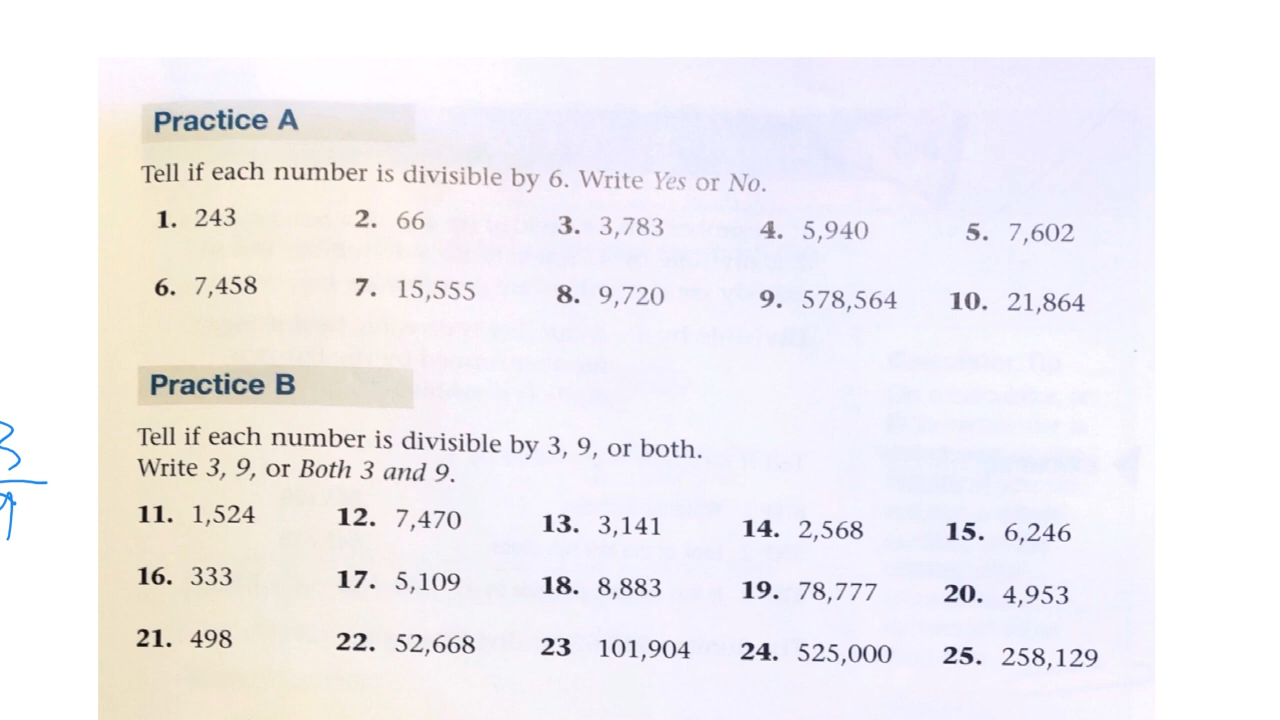 Practice A
Tell if each number is divisible by 6. Write Yes or No.
1. 243 2. 66 3. 3,783 4. 5,940 5. 7,602
6. 7,458 7. 15,555 8. 9,720 9. 578,564 10. 21,864
Practice B
Tell if each number is divisible by 3, 9, or both.
Write 3, 9, or Both 3 and 9.
3
9
11. 1,524 12. 7,470 13. 3,141 14. 2,568 15. 6,246
16. 333 17. 5,109 18. 8,883 19. 78,777 20. 4,953
21. 498 22. 52,668 23 101,904 24. 525,000 25. 258,129